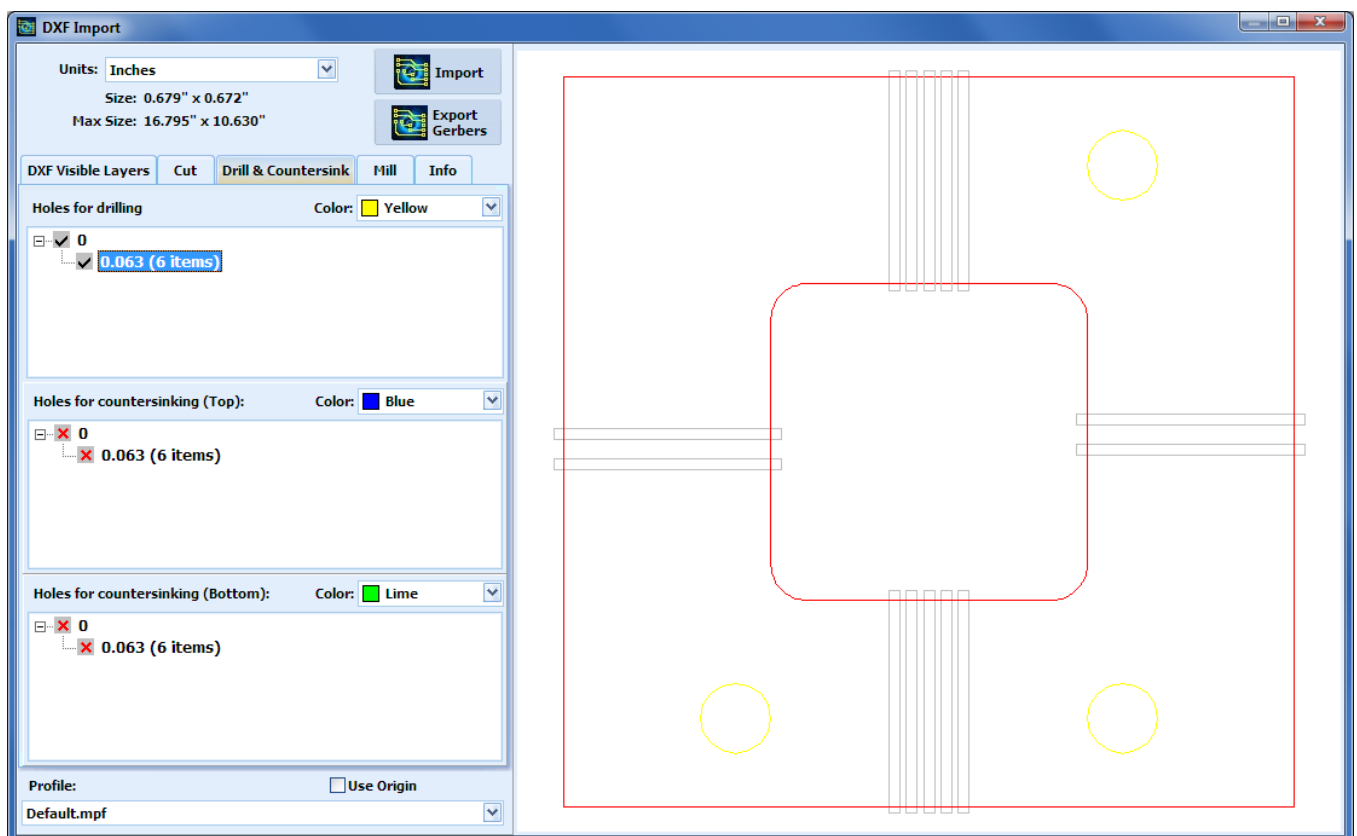 DXF Import
Units: Inches
Import
Size: 0.679" x 0.672"
Max Size: 16.795" x 10.630"
Export
Gerbers
DXF Visible Layers Cut Drill & Countersink Mill Info
Holes for drilling Color: Yellow
0
0.063 (6 items)
Holes for countersinking (Top): Color: Blue
0
0.063 (6 items)
Holes for countersinking (Bottom): Color: Lime
0
0.063 (6 items)
Profile: Use Origin
Default.mpf